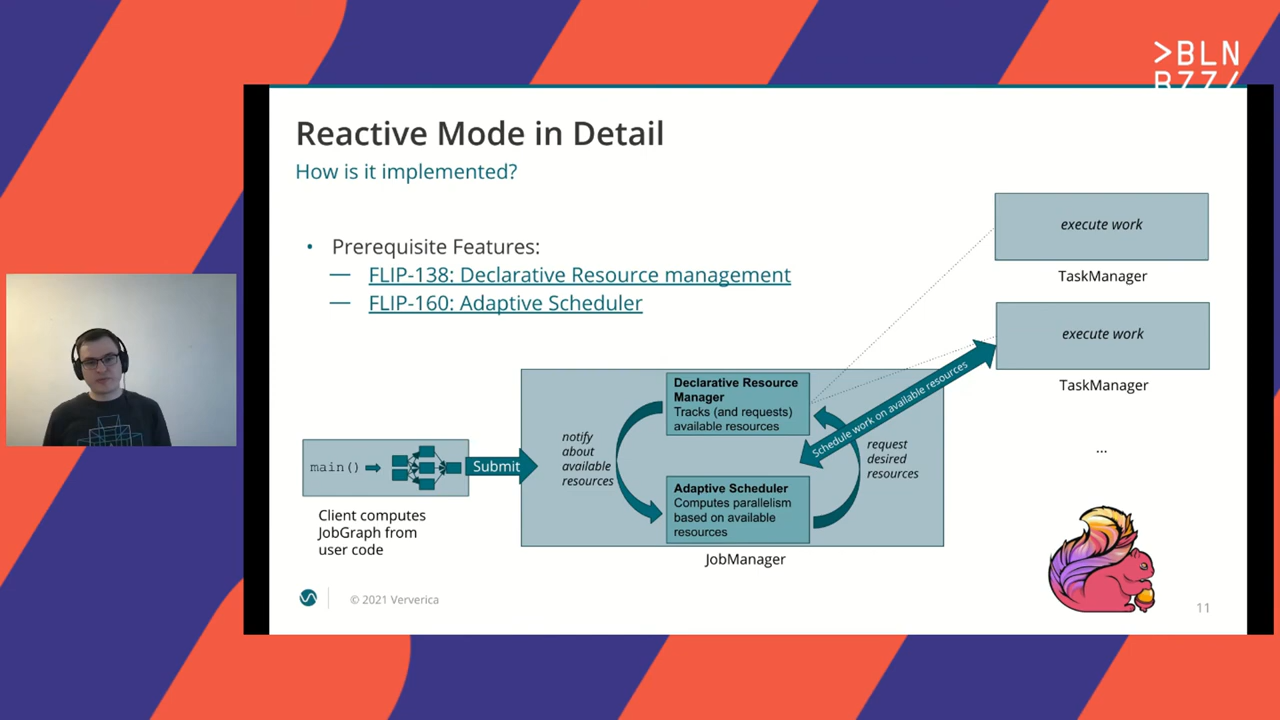 >BLN
Reactive Mode in Detail
How is it implemented?
• Prerequisite Features:
— FLIP-138: Declarative Resource management
— FLIP-160: Adaptive Scheduler
execute work
TaskManager
execute work
TaskManager
...
Declarative Resource
Manager
Tracks (and requests)
available resources
notify
about
available
resources
Schedule work on available resources
request
desired
resources
Adaptive Scheduler
Computes parallelism
based on available
resources
JobManager
main()
Submit
Client computes
JobGraph from
user code
© 2021 Ververica
11